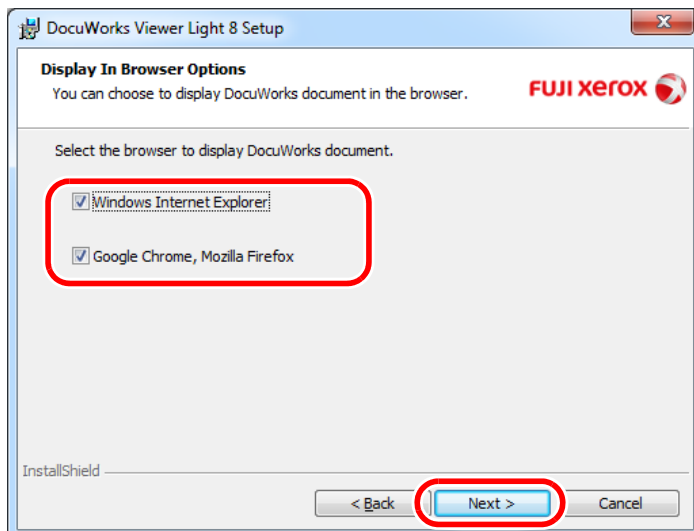 DocuWorks Viewer Light 8 Setup
x
Display In Browser Options
You can choose to display DocuWorks document in the browser.
FUJI XEROX
Select the browser to display DocuWorks document.
Windows Internet Explorer
Google Chrome, Mozilla Firefox
InstallShield
< Back
Next >
Cancel